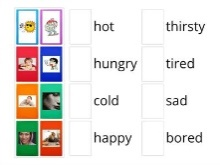 hot thirsty
hungry tired
cold sad
happy bored